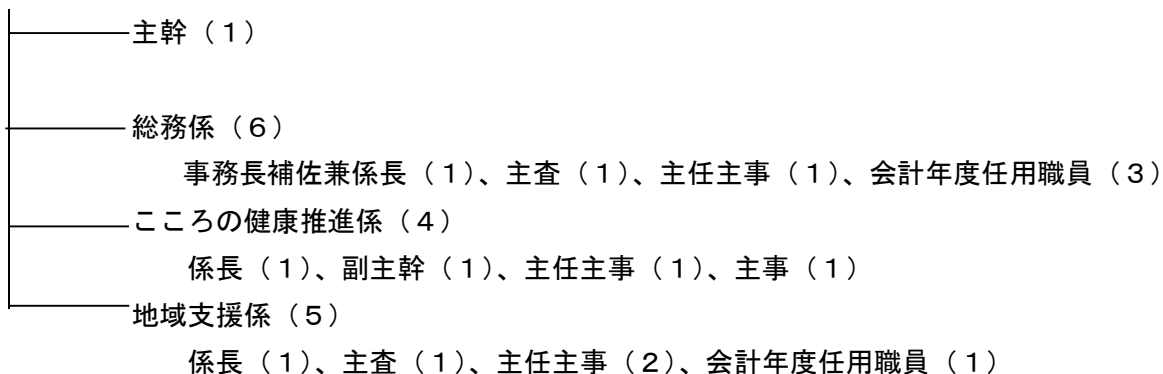 主幹（１）
総務係（６）
事務長補佐兼係長（１）、主査（１）、主任主事（１）、会計年度任用職員（３）
こころの健康推進係（４）
係長（１）、副主幹（１）、主任主事（１）、主事（１）
地域支援係（５）
係長（１）、主査（１）、主任主事（２）、会計年度任用職員（１）